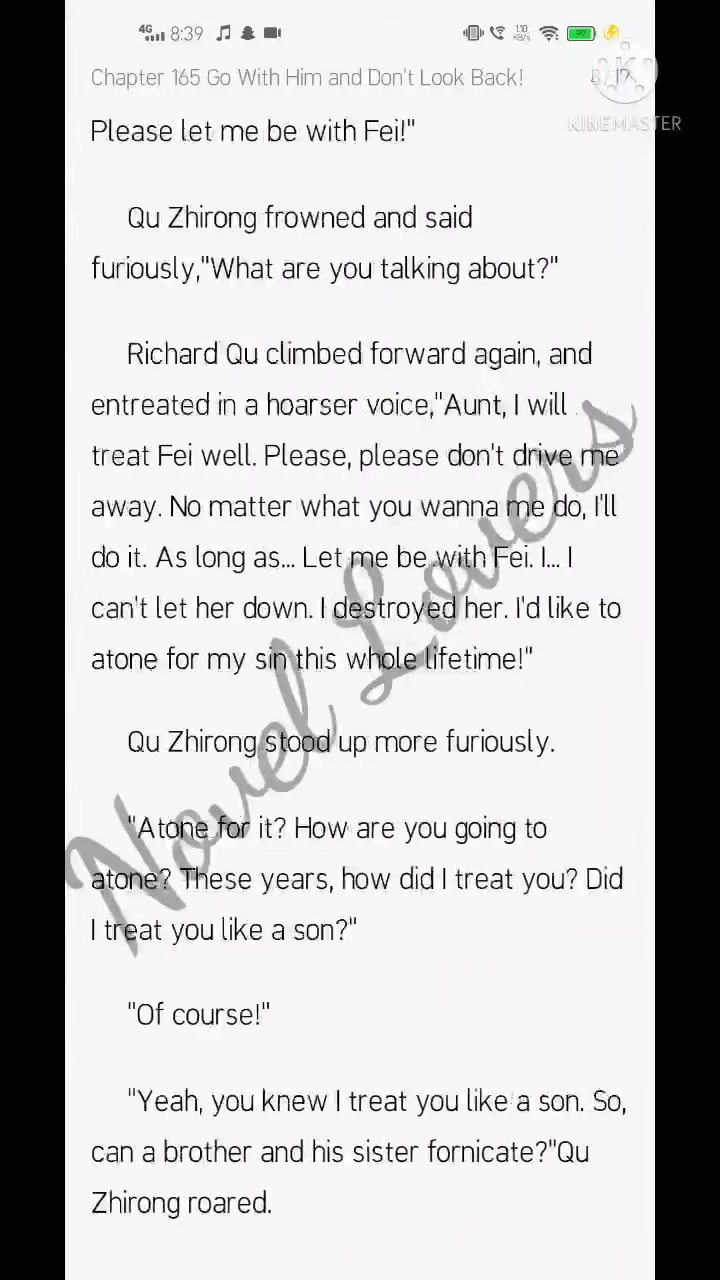 4G 8:39 1.10 KB/s 92
Chapter 165 Go With Him and Don't Look Back!
KINEMASTER
Please let me be with Fei!"
Qu Zhirong frowned and said
furiously,"What are you talking about?"
Richard Qu climbed forward again, and
entreated in a hoarser voice,"Aunt, I will
treat Fei well. Please, please don't drive me
away. No matter what you wanna me do, I'll
do it. As long as... Let me be with Fei. I... I
can't let her down. I destroyed her. I'd like to
atone for my sin this whole lifetime!"
Qu Zhirong stood up more furiously.
"Atone for it? How are you going to
atone? These years, how did I treat you? Did
I treat you like a son?"
"Of course!"
"Yeah, you knew I treat you like a son. So,
can a brother and his sister fornicate?"Qu
Zhirong roared.
Novel Lovers